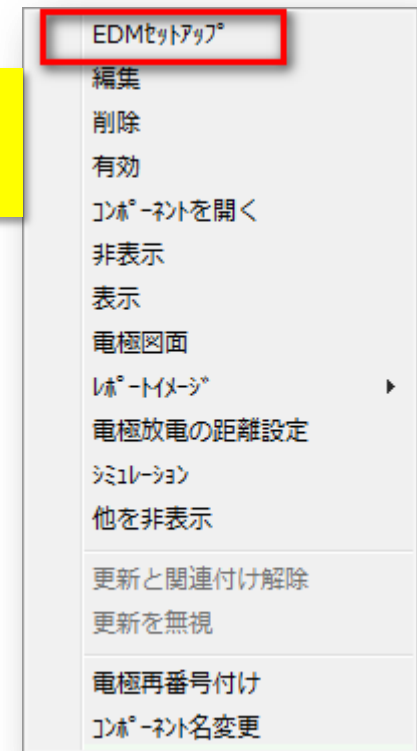 EDMｾｯﾄｱｯﾌﾟ
編集
削除
有効
ｺﾝﾎﾟｰﾈﾝﾄを開く
非表示
表示
電極図面
ﾚﾎﾟｰﾄｲﾒｰｼﾞ
電極放電の距離設定
ｼﾐｭﾚｰｼｮﾝ
他を非表示
更新と関連付け解除
更新を無視
電極再番号付け
ｺﾝﾎﾟｰﾈﾝﾄ名変更